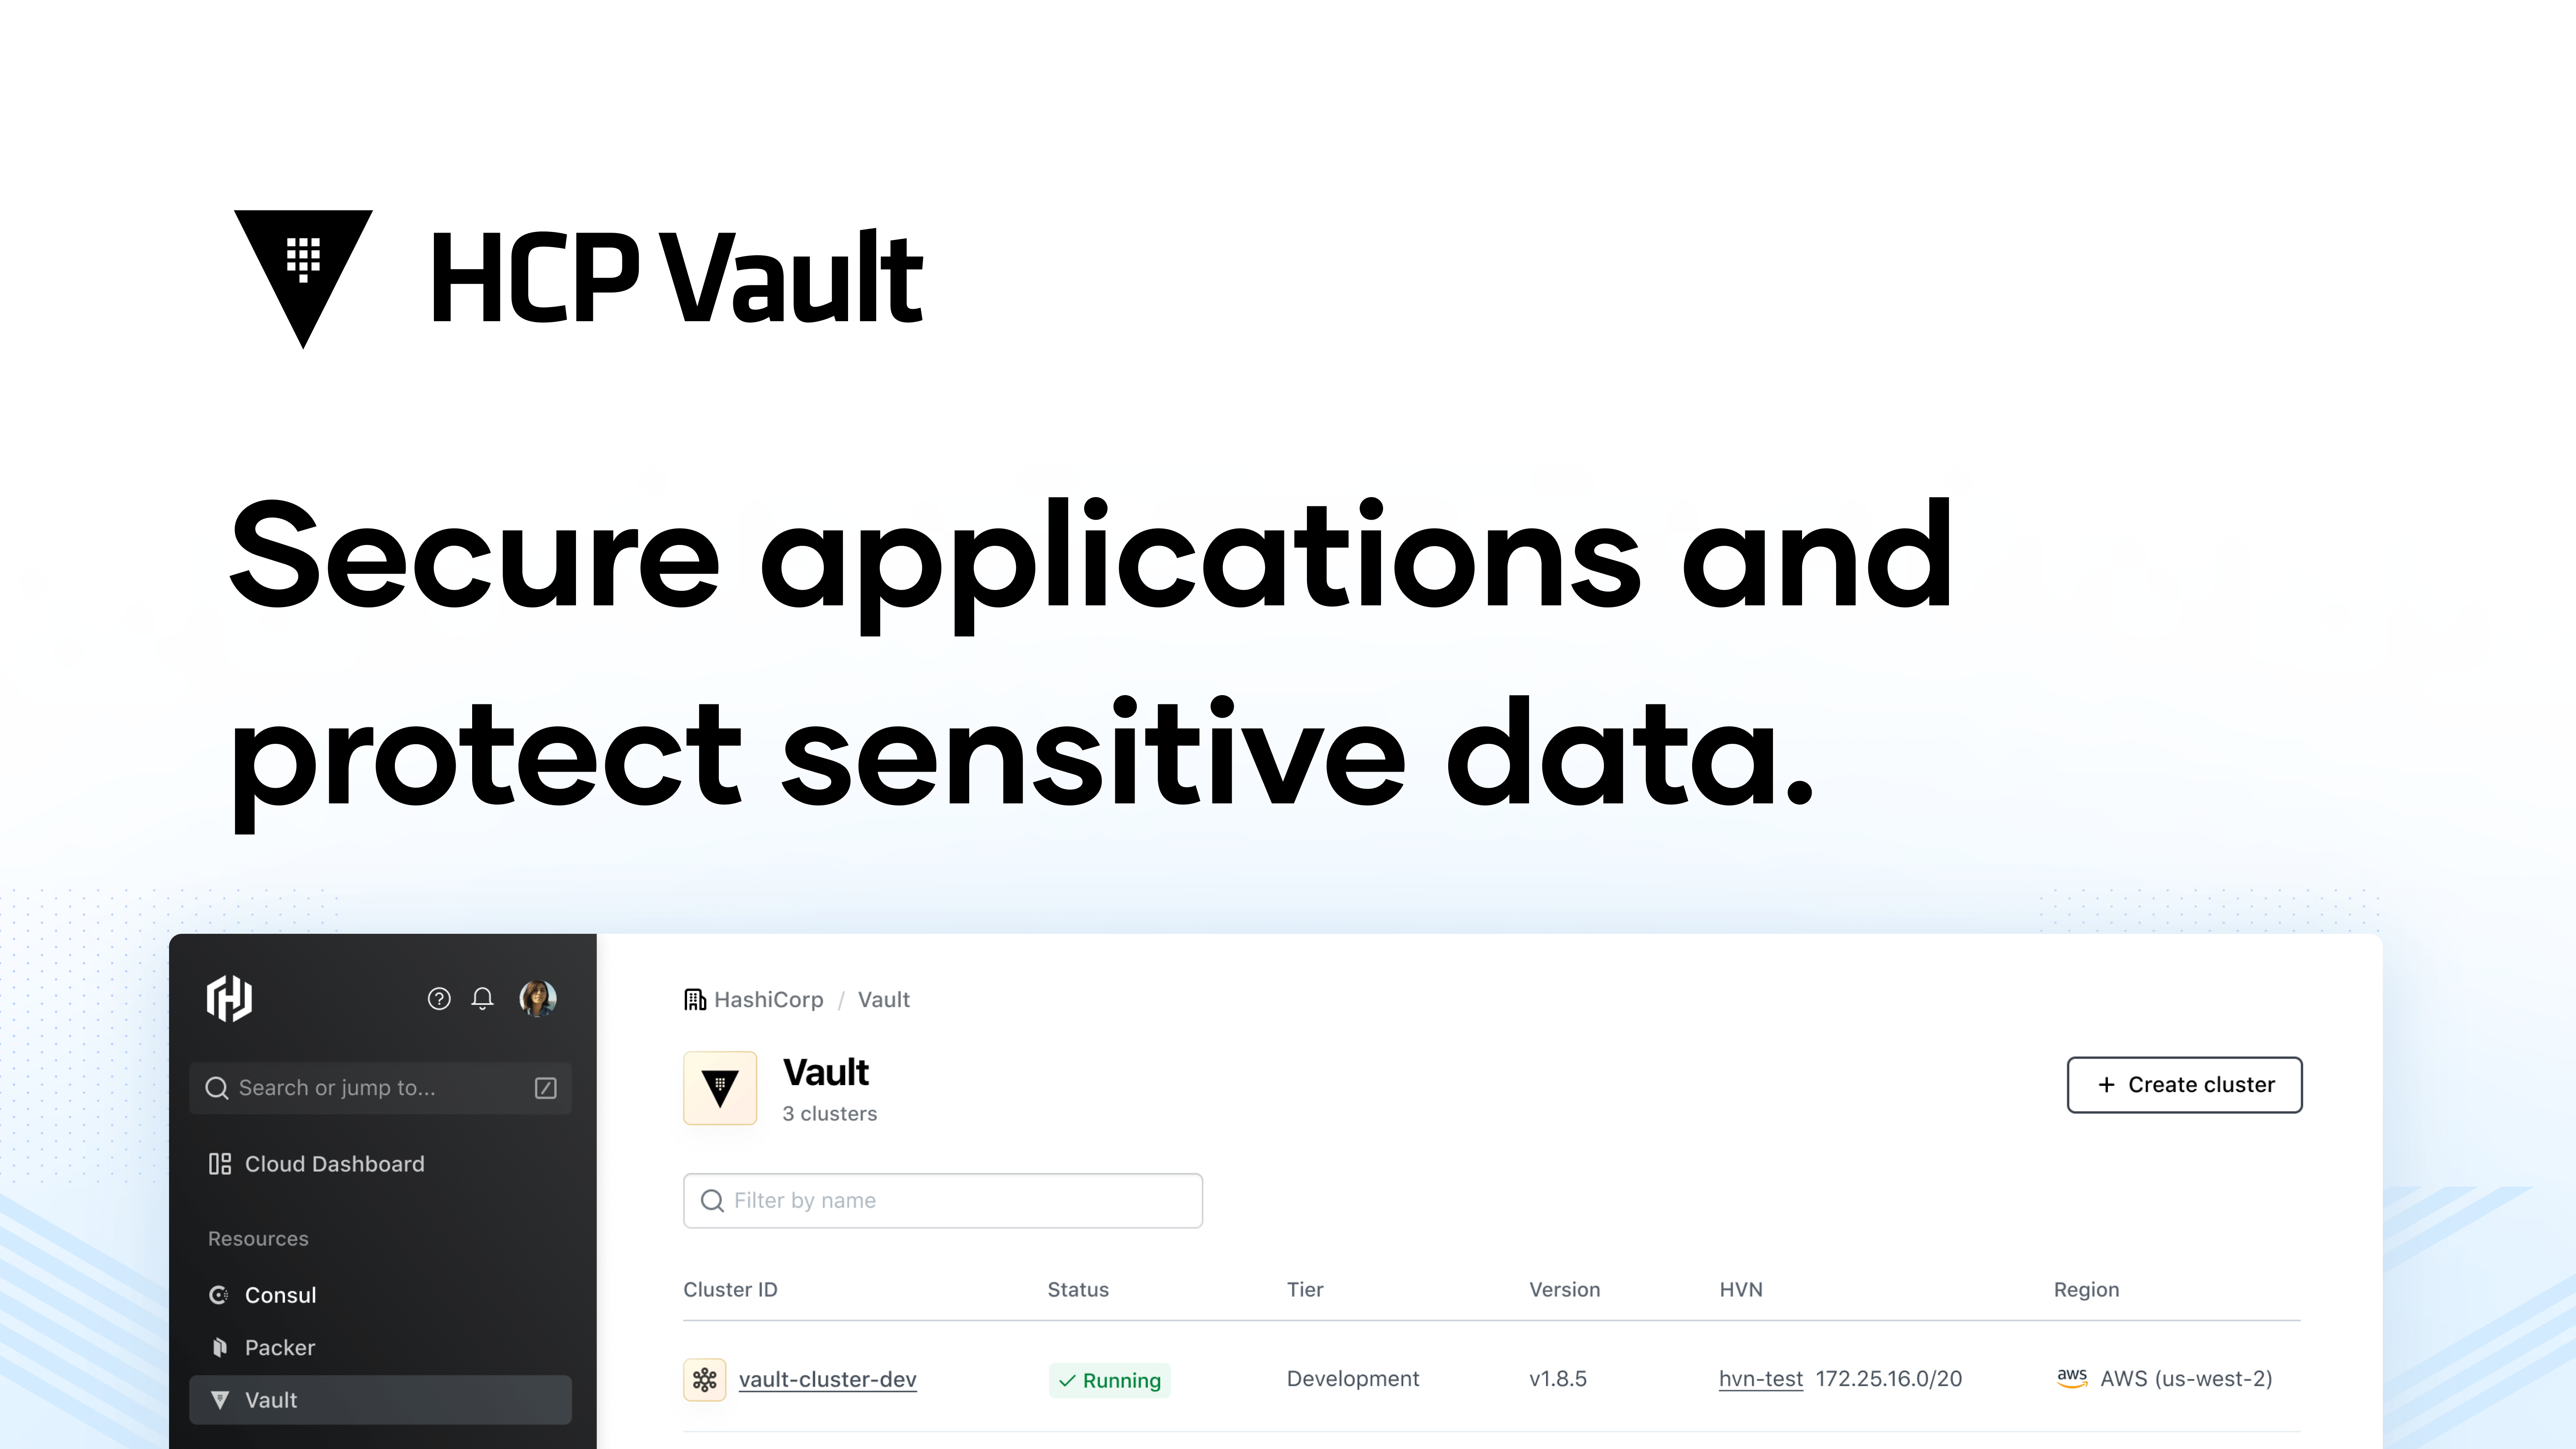 HCP Vault
Secure applications and
protect sensitive data.
Search or jump to...
Cloud Dashboard
Resources
Consul
Packer
Vault
HashiCorp / Vault
Vault
3 clusters
+ Create cluster
Filter by name
Cluster ID Status Tier Version HVN Region
vault-cluster-dev Running Development v1.8.5 hvn-test 172.25.16.0/20 aws AWS (us-west-2)